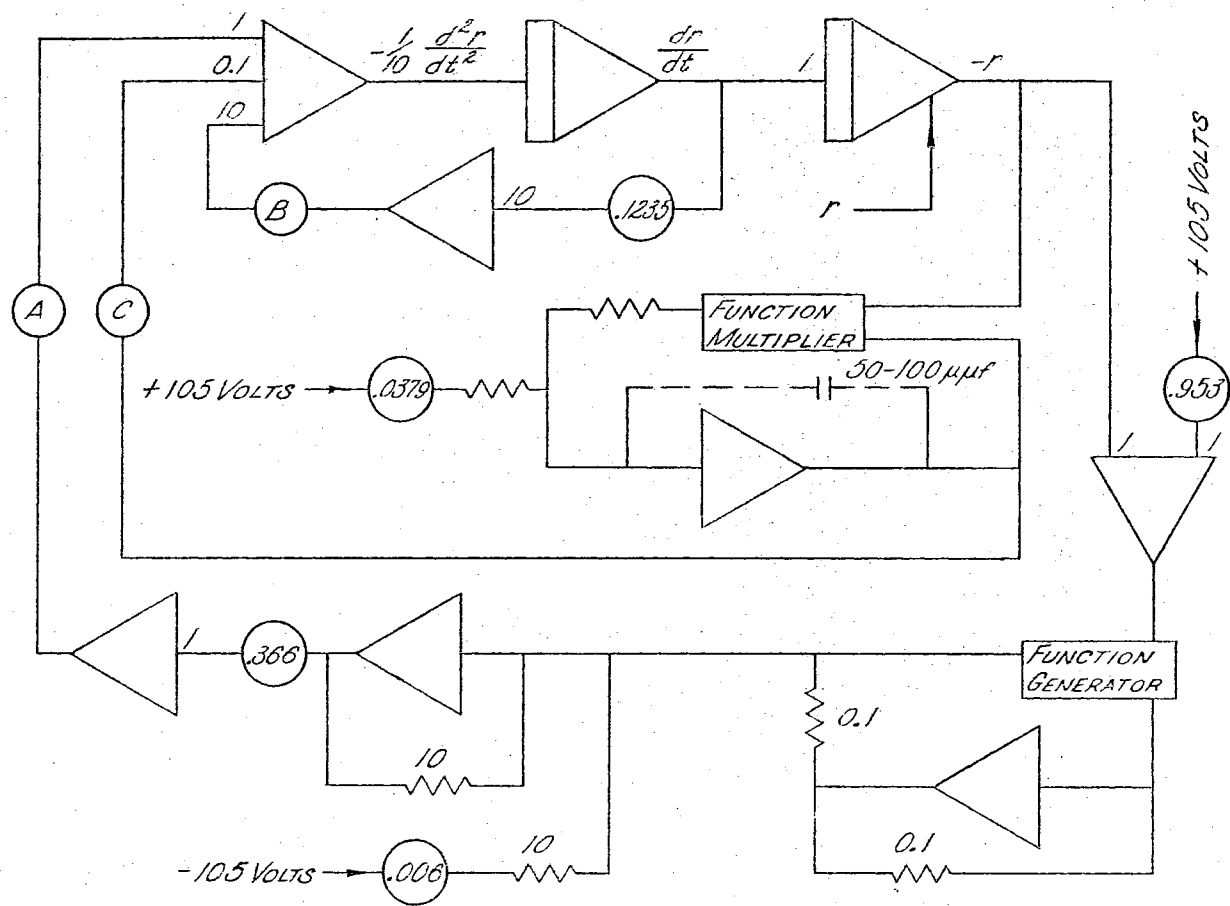 1
0.1
10
-1/10 d²r/dt²
dr/dt
1
-r
+105 VOLTS
B
10
.1235
r
A
C
FUNCTION
MULTIPLIER
50-100 μμf
+105 VOLTS
.0379
.953
1
1
1
.366
FUNCTION
GENERATOR
0.1
10
0.1
-105 VOLTS
.006
10